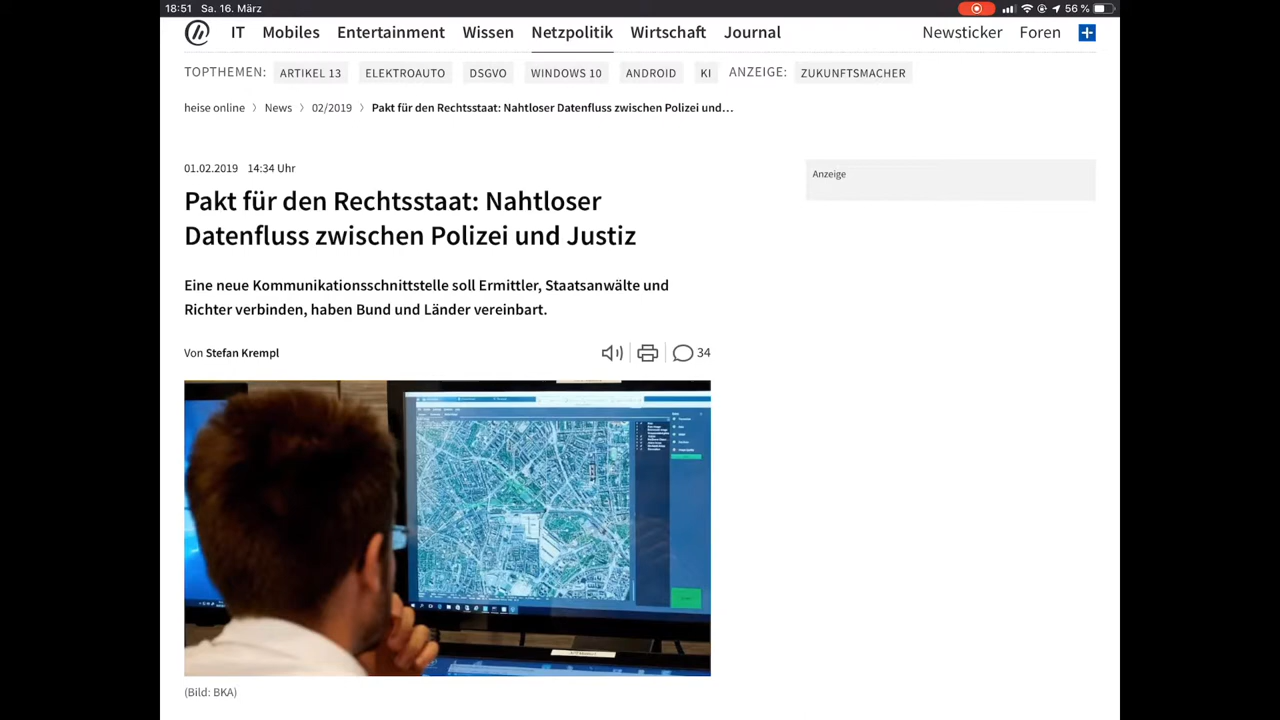 18:51 Sa. 16. März 56 %
IT Mobiles Entertainment Wissen Netzpolitik Wirtschaft Journal Newsticker Foren
TOPTHEMEN: ARTIKEL 13 ELEKTROAUTO DSGVO WINDOWS 10 ANDROID KI ANZEIGE: ZUKUNFTSMACHER
heise online > News > 02/2019 > Pakt für den Rechtsstaat: Nahtloser Datenfluss zwischen Polizei und...
01.02.2019 14:34 Uhr
Anzeige
Pakt für den Rechtsstaat: Nahtloser
Datenfluss zwischen Polizei und Justiz
Eine neue Kommunikationsschnittstelle soll Ermittler, Staatsanwälte und
Richter verbinden, haben Bund und Länder vereinbart.
Von Stefan Krempl 34
(Bild: BKA)